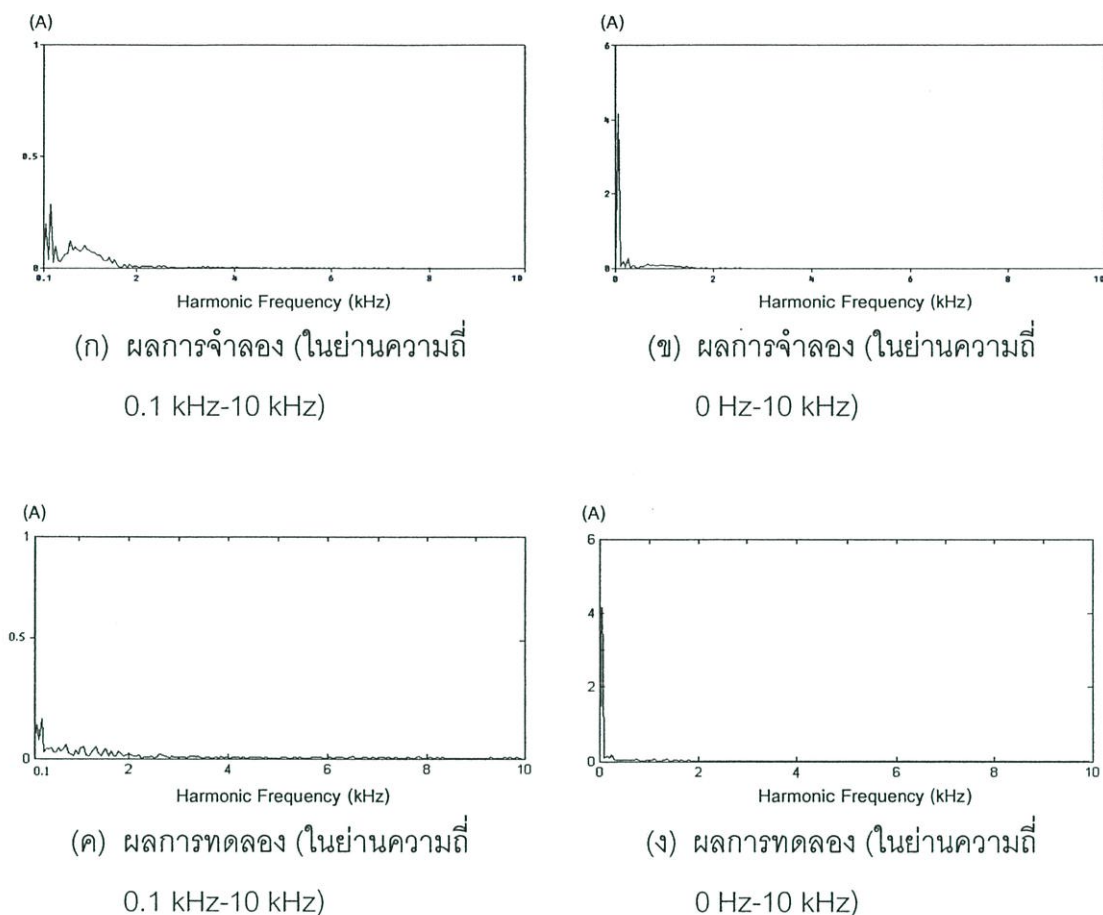 (A)
1
0.5
0
0.1 2 4 6 8 10
Harmonic Frequency (kHz)
(ก) ผลการจำลอง (ในย่านความถี่
0.1 kHz-10 kHz)
(A)
6
4
2
0
0 2 4 6 8 10
Harmonic Frequency (kHz)
(ข) ผลการจำลอง (ในย่านความถี่
0 Hz-10 kHz)
(A)
1
0.5
0
0.1 2 4 6 8 10
Harmonic Frequency (kHz)
(ค) ผลการทดลอง (ในย่านความถี่
0.1 kHz-10 kHz)
(A)
6
4
2
0
0 2 4 6 8 10
Harmonic Frequency (kHz)
(ง) ผลการทดลอง (ในย่านความถี่
0 Hz-10 kHz)